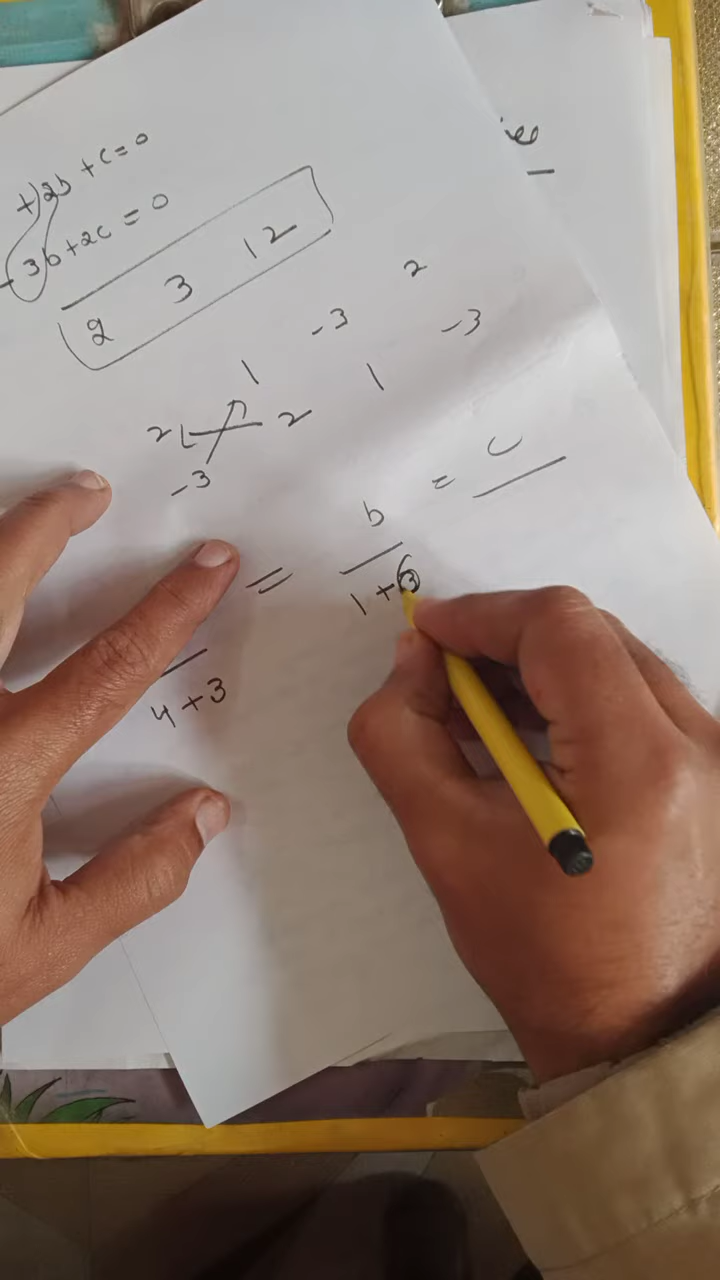 +2b + c = 0
- 3b + 2c = 0
2 3 12
1 -3 2
2 2 1 -3
-3
= b = c
4 + 3 1 + 6